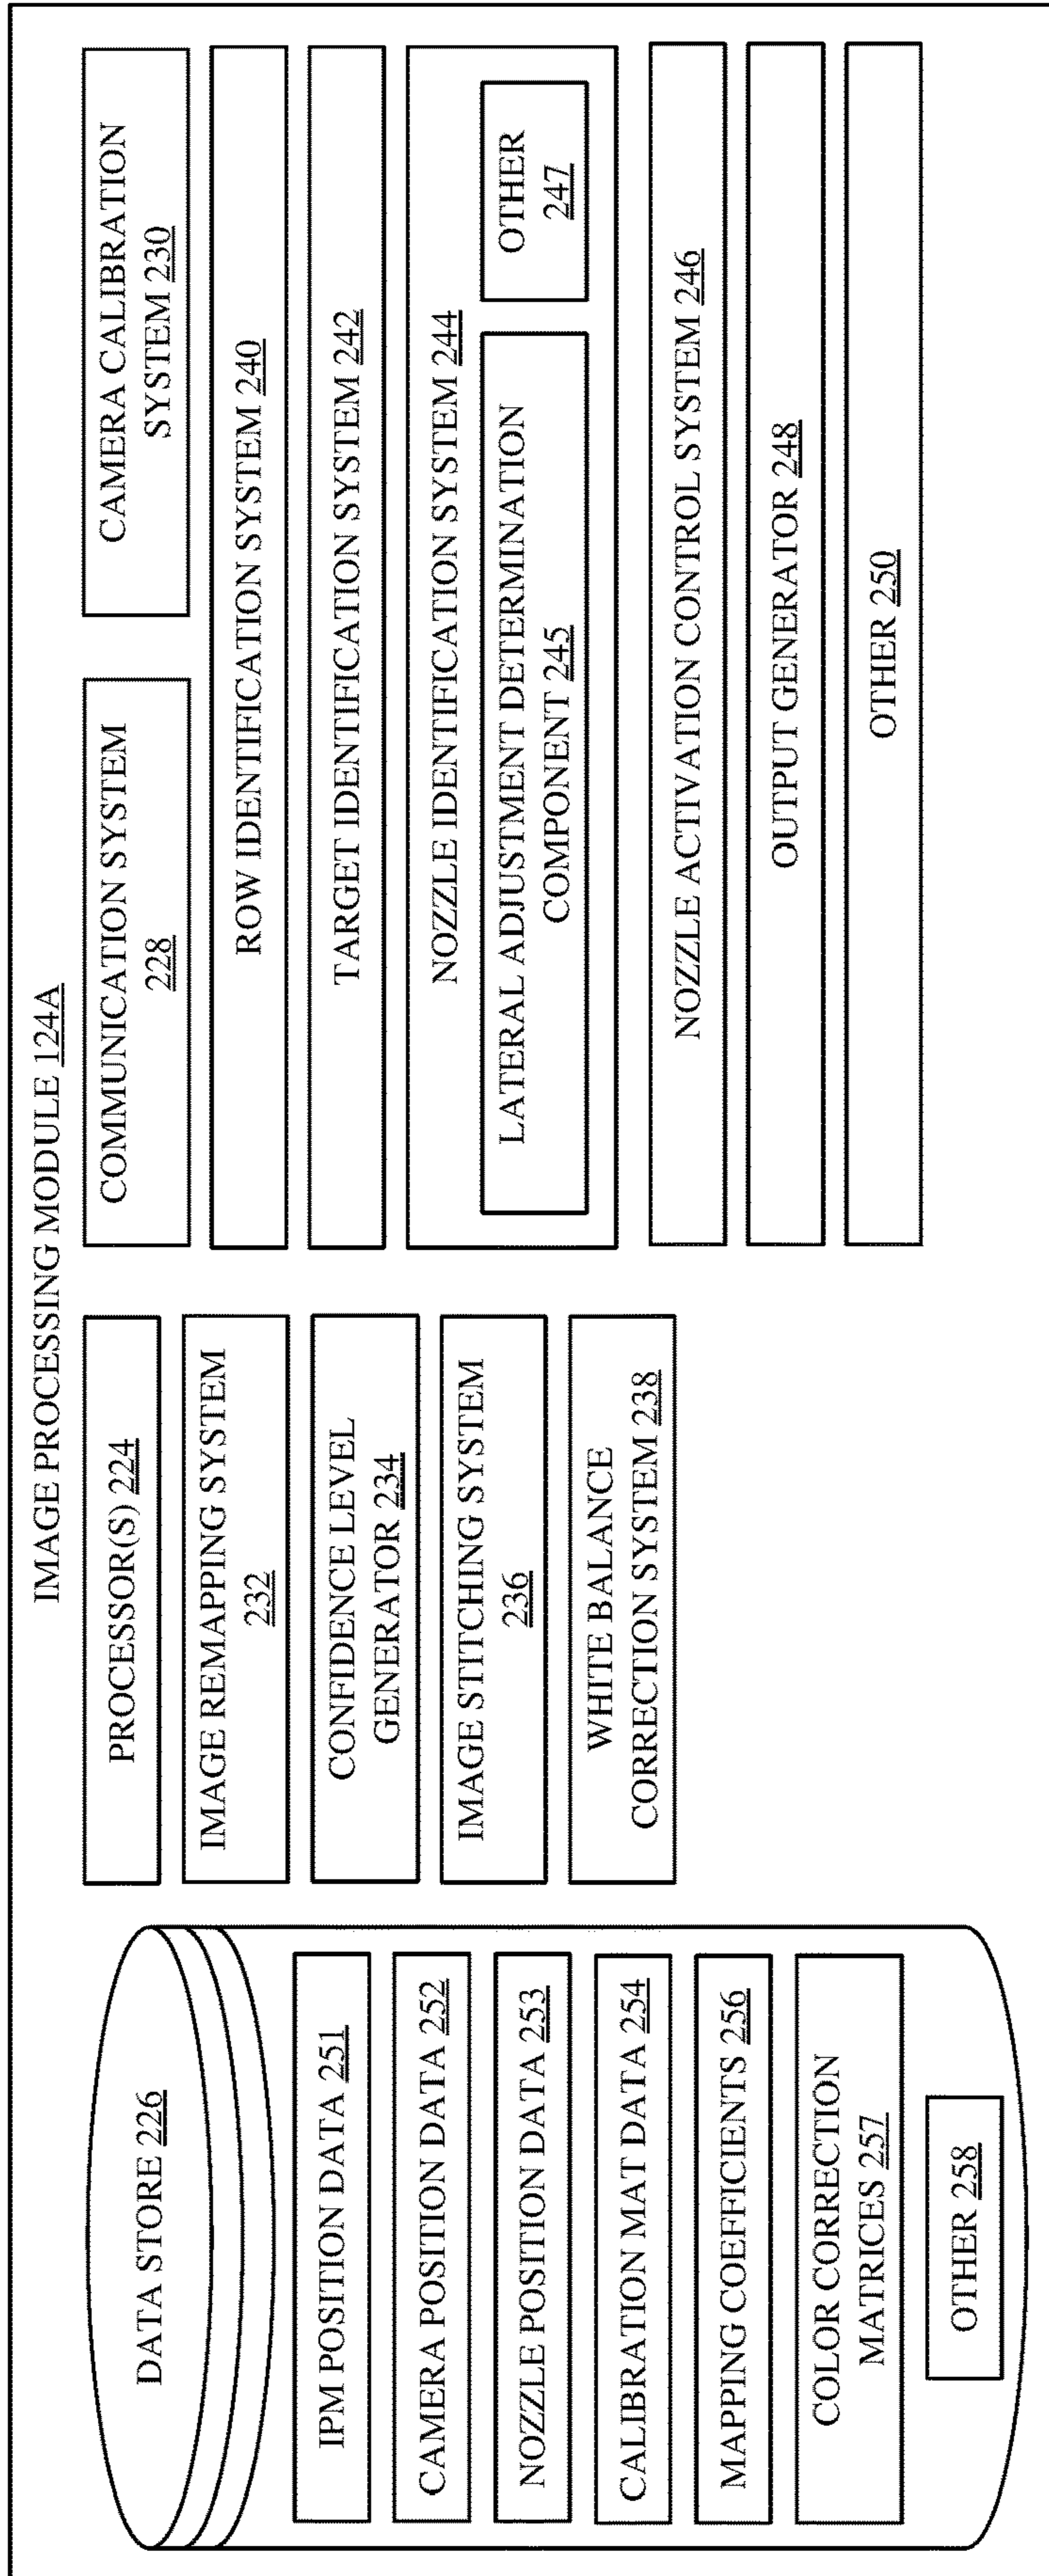 IMAGE PROCESSING MODULE 124A
DATA STORE 226
IPM POSITION DATA 251
CAMERA POSITION DATA 252
NOZZLE POSITION DATA 253
CALIBRATION MAT DATA 254
MAPPING COEFFICIENTS 256
COLOR CORRECTION
MATRICES 257
OTHER 258
PROCESSOR(S) 224
IMAGE REMAPPING SYSTEM
232
CONFIDENCE LEVEL
GENERATOR 234
IMAGE STITCHING SYSTEM
236
WHITE BALANCE
CORRECTION SYSTEM 238
COMMUNICATION SYSTEM
228
CAMERA CALIBRATION
SYSTEM 230
ROW IDENTIFICATION SYSTEM 240
TARGET IDENTIFICATION SYSTEM 242
NOZZLE IDENTIFICATION SYSTEM 244
LATERAL ADJUSTMENT DETERMINATION
COMPONENT 245
OTHER
247
NOZZLE ACTIVATION CONTROL SYSTEM 246
OUTPUT GENERATOR 248
OTHER 250